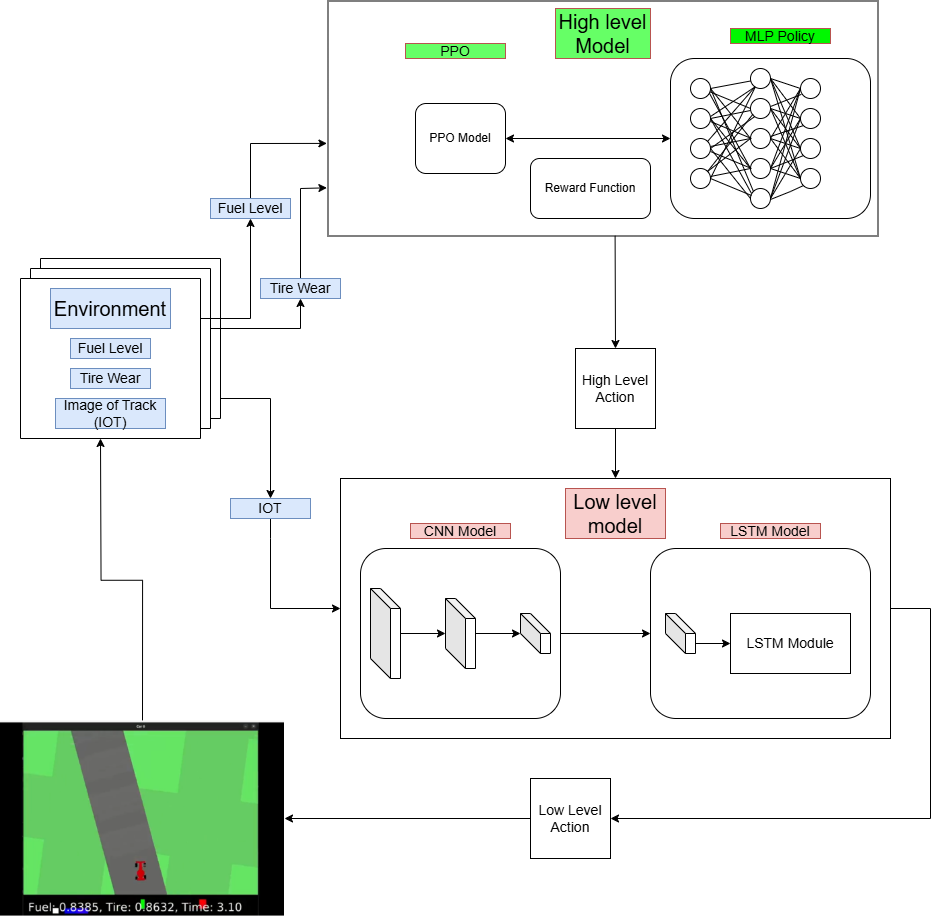 High level
Model
PPO
MLP Policy
PPO Model
Reward Function
Fuel Level
Tire Wear
Environment
Fuel Level
Tire Wear
Image of Track
(IOT)
High Level
Action
IOT
Low level
model
CNN Model
LSTM Model
LSTM Module
Low Level
Action
Fuel: 0.8385, Tire: 0.8632, Time: 3.10